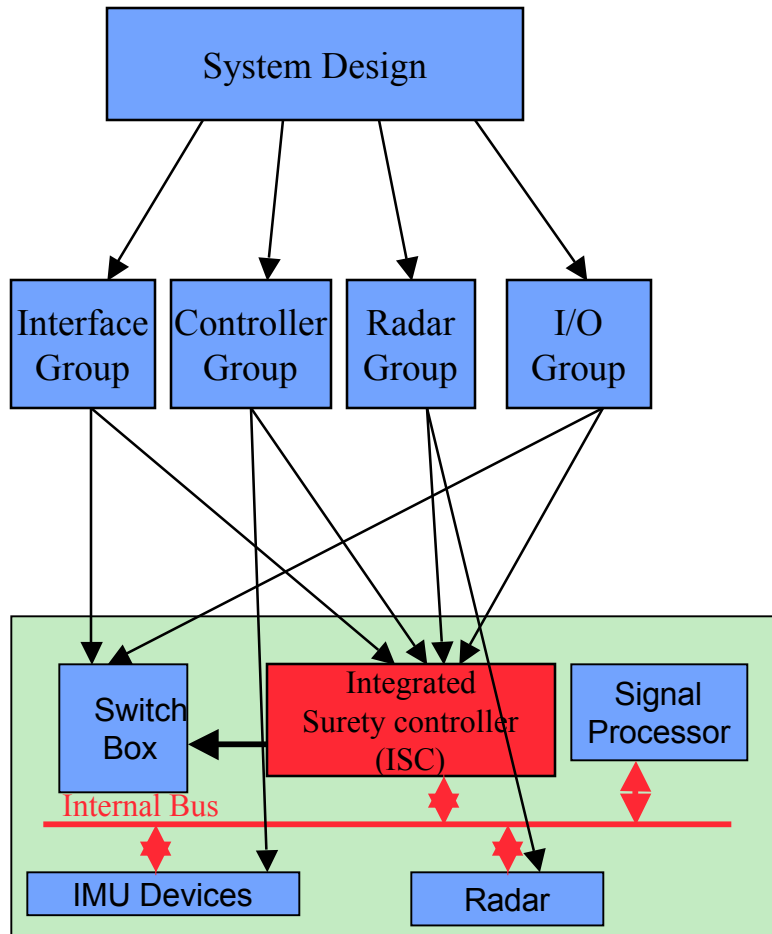 System Design
Interface
Group
Controller
Group
Radar
Group
I/O
Group
Switch
Box
Integrated
Surety controller
(ISC)
Signal
Processor
Internal Bus
IMU Devices
Radar